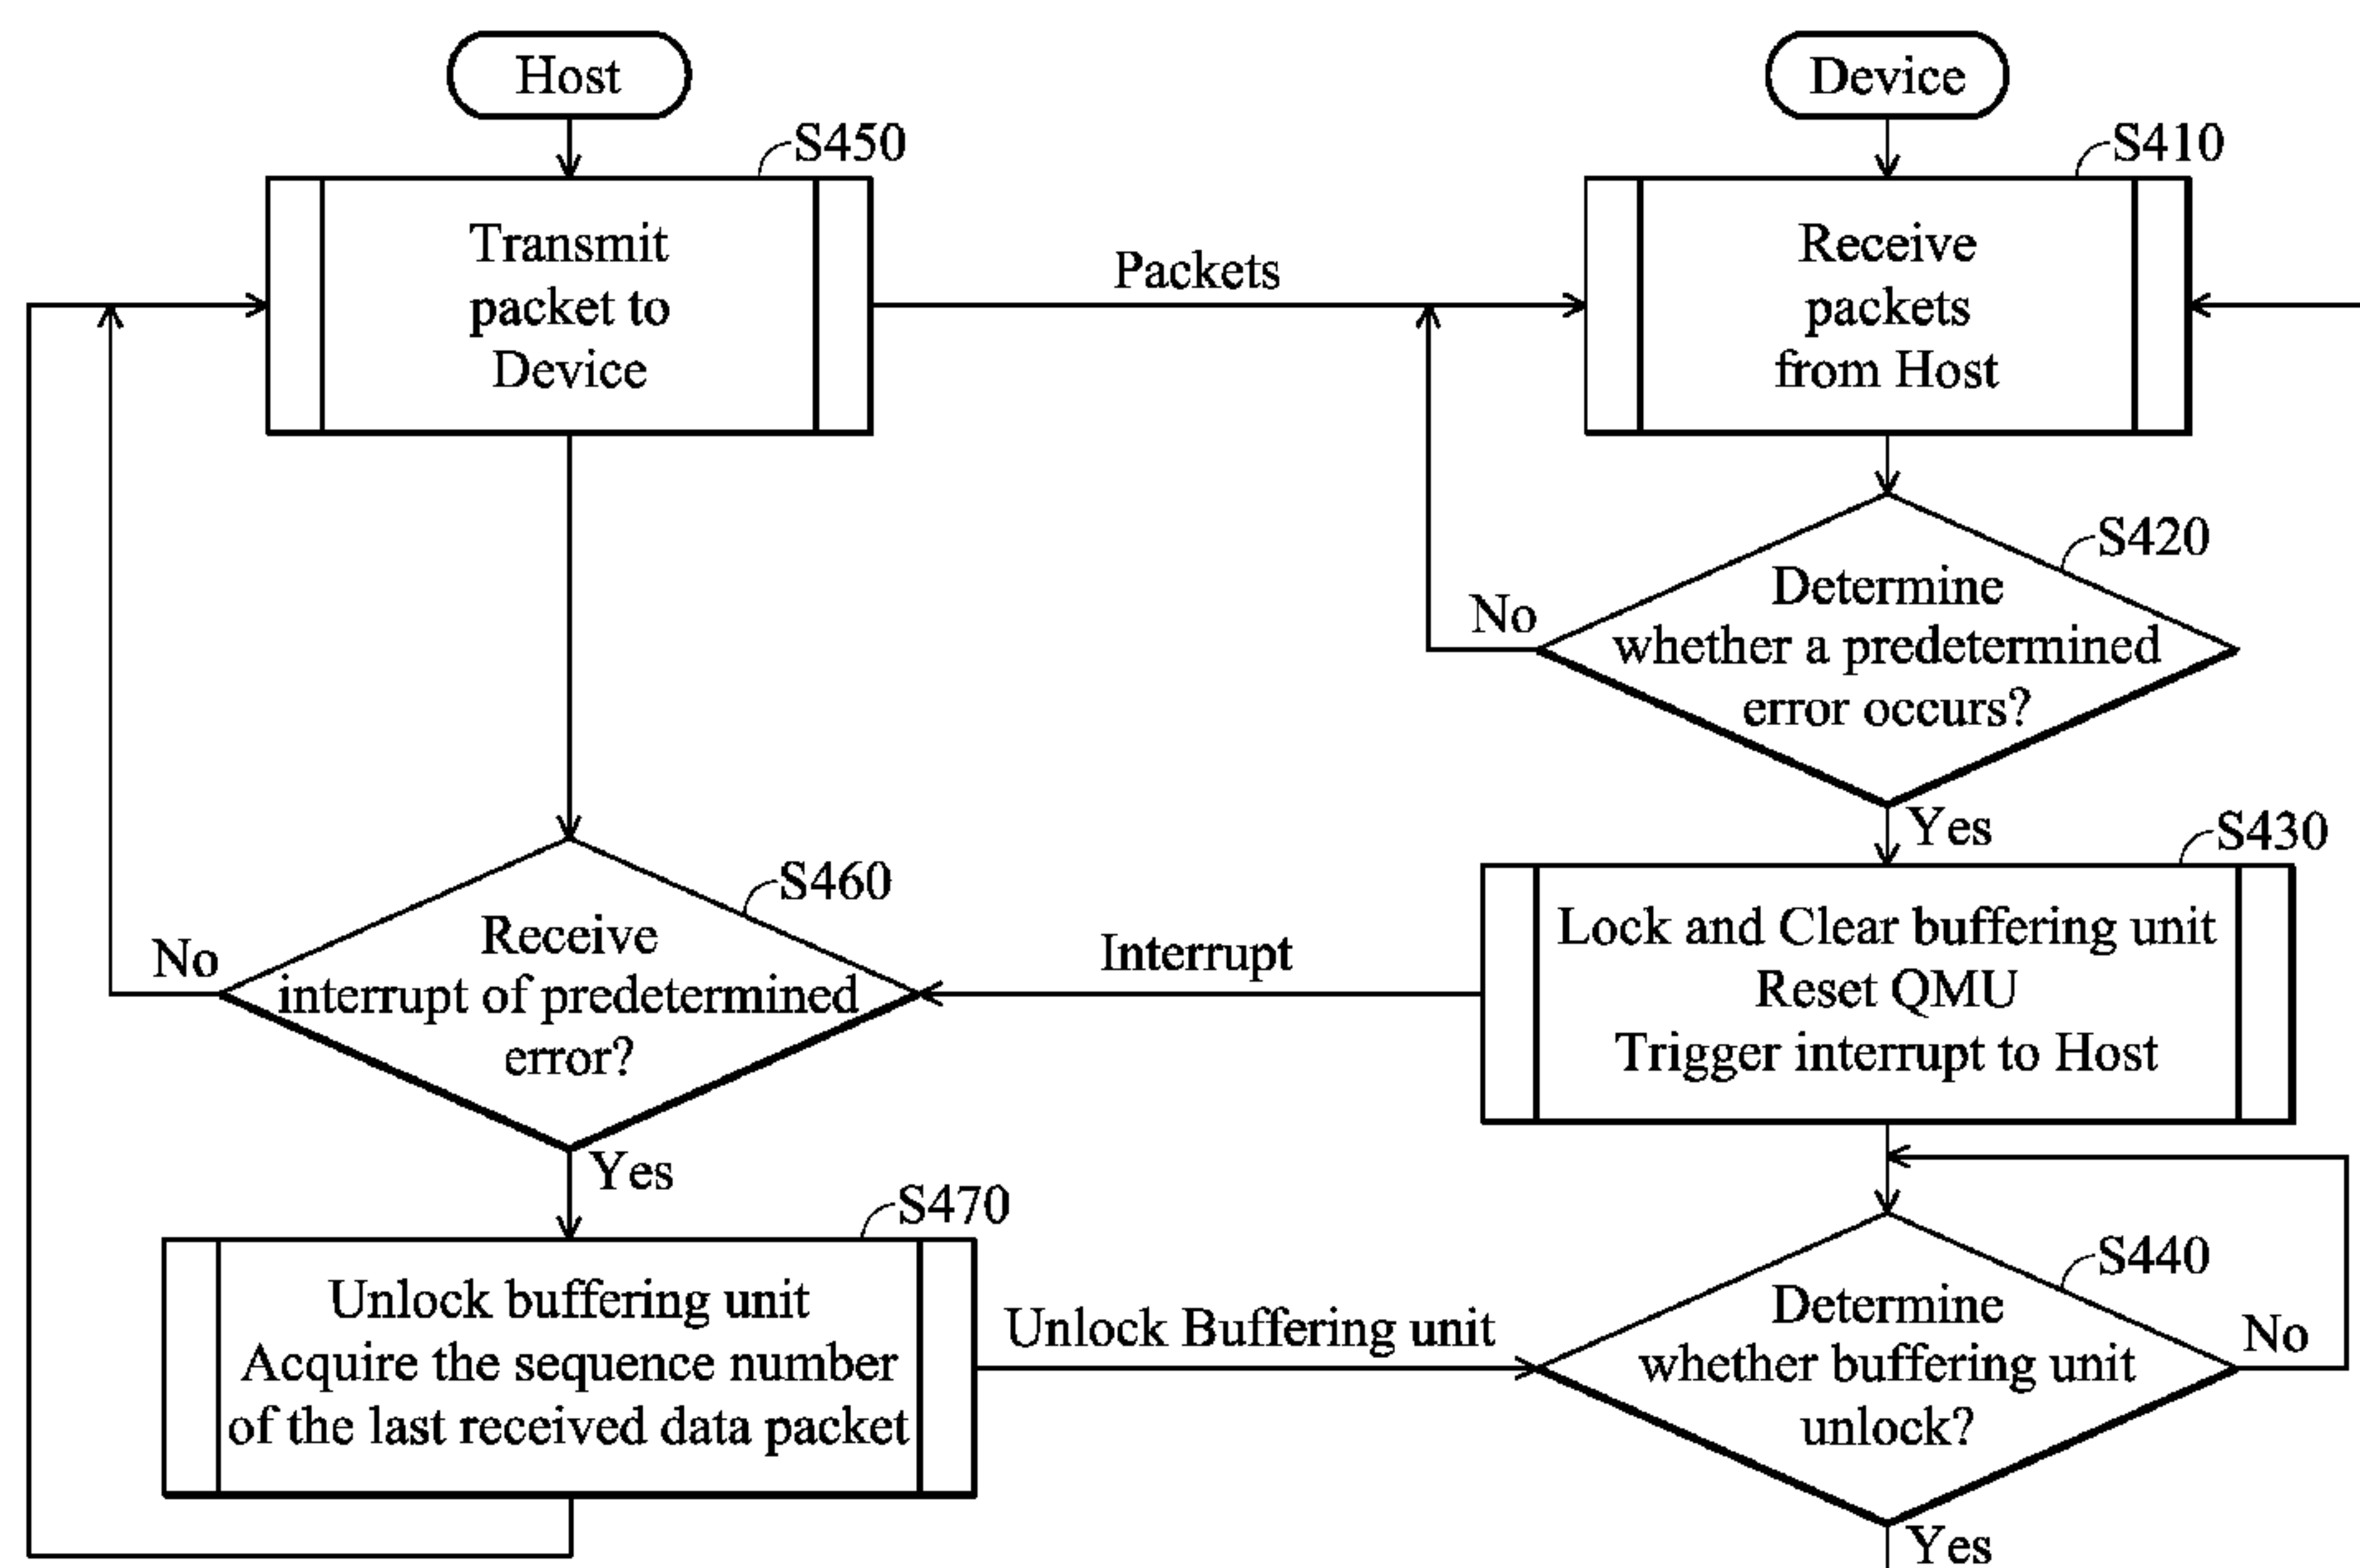 Host
Device
S450
S410
Transmit
packet to
Device
Packets
Receive
packets
from Host
S420
Determine
whether a predetermined
error occurs?
No
Yes
S430
S460
Receive
interrupt of predetermined
error?
No
Interrupt
Lock and Clear buffering unit
Reset QMU
Trigger interrupt to Host
Yes
S470
Unlock buffering unit
Acquire the sequence number
of the last received data packet
Unlock Buffering unit
S440
Determine
whether buffering unit
unlock?
No
Yes